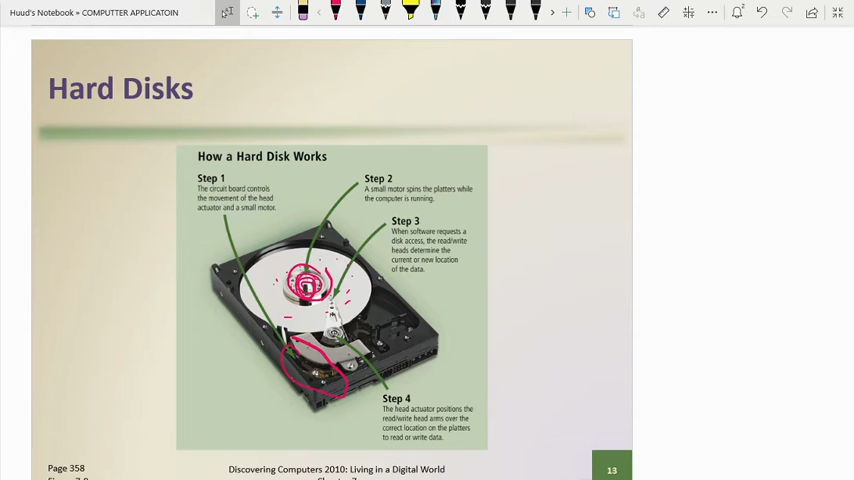 Huud's Notebook » COMPUTTER APPLICATOIN
Hard Disks
How a Hard Disk Works
Step 1
The circuit board controls
the movement of the head
actuator and a small motor.
Step 2
A small motor spins the platters while
the computer is running.
Step 3
When software requests a
disk access, the read/write
heads determine the
current or new location
of the data.
Step 4
The head actuator positions the
read/write head arms over the
correct location on the platters
to read or write data.
Page 358
Discovering Computers 2010: Living in a Digital World
13